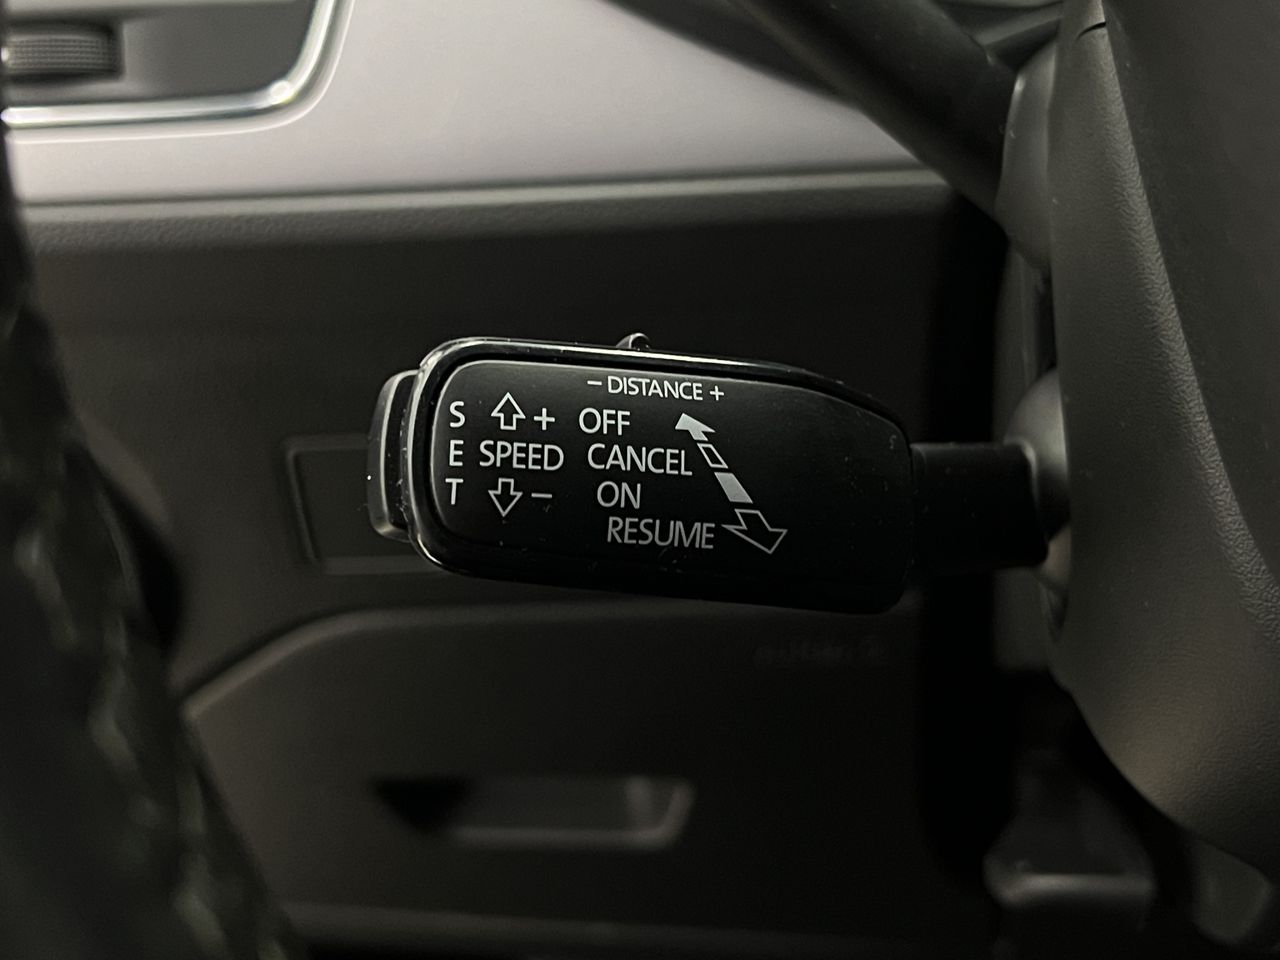 − DISTANCE +
S + OFF
E SPEED CANCEL
T − ON
RESUME